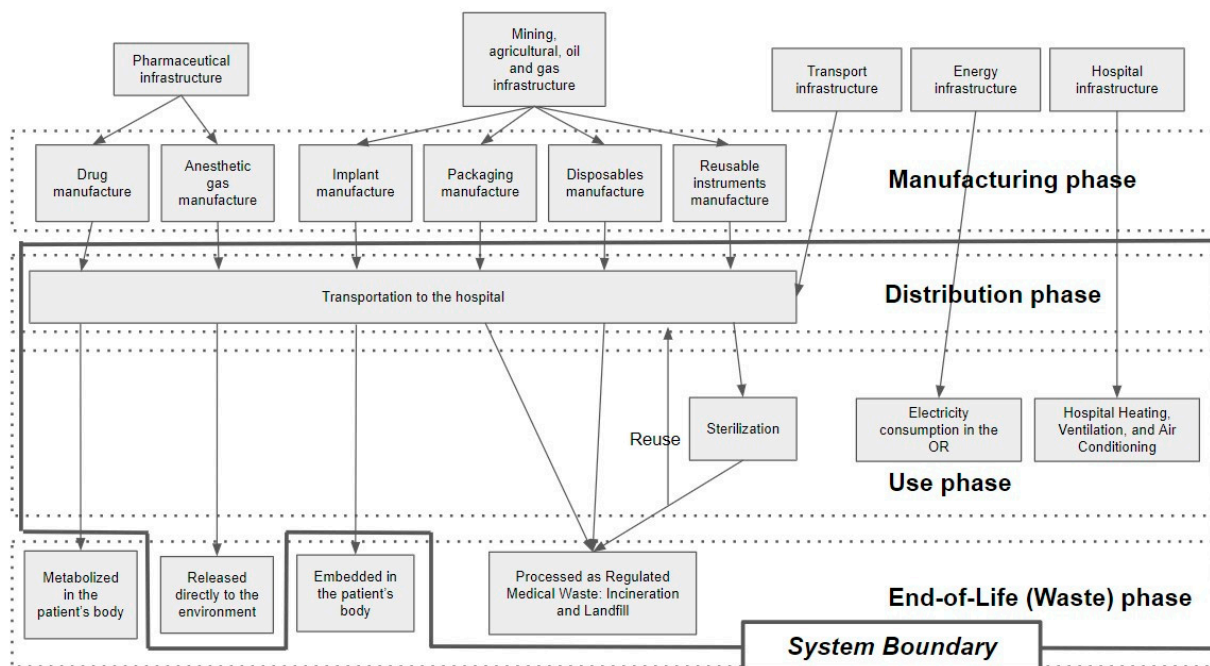 Pharmaceutical
infrastructure
Mining,
agricultural, oil
and gas
infrastructure
Transport
infrastructure
Energy
infrastructure
Hospital
infrastructure
Drug
manufacture
Anesthetic
gas
manufacture
Implant
manufacture
Packaging
manufacture
Disposables
manufacture
Reusable
instruments
manufacture
Manufacturing phase
Transportation to the hospital
Distribution phase
Reuse
Sterilization
Electricity
consumption in the
OR
Hospital Heating,
Ventilation, and Air
Conditioning
Use phase
Metabolized
in the
patient's body
Released
directly to the
environment
Embedded in
the patient's
body
Processed as Regulated
Medical Waste: Incineration
and Landfill
End-of-Life (Waste) phase
System Boundary